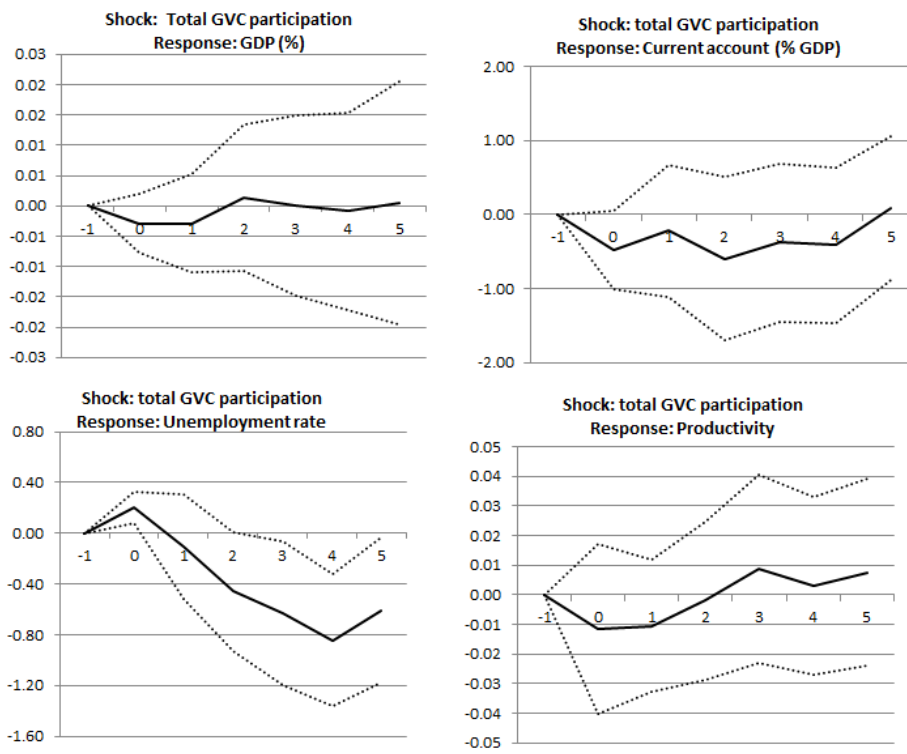 Shock: Total GVC participation
Response: GDP (%)
0.03
0.02
0.02
0.01
0.01
0.00
-0.01
-0.01
-0.02
-0.02
-0.03
-1 0 1 2 3 4 5
Shock: total GVC participation
Response: Current account (% GDP)
2.00
1.00
0.00
-1.00
-2.00
-1 0 1 2 3 4 5
Shock: total GVC participation
Response: Unemployment rate
0.80
0.40
0.00
-0.40
-0.80
-1.20
-1.60
-1 0 1 2 3 4 5
Shock: total GVC participation
Response: Productivity
0.05
0.04
0.03
0.02
0.01
0.00
-0.01
-0.02
-0.03
-0.04
-0.05
-1 0 1 2 3 4 5